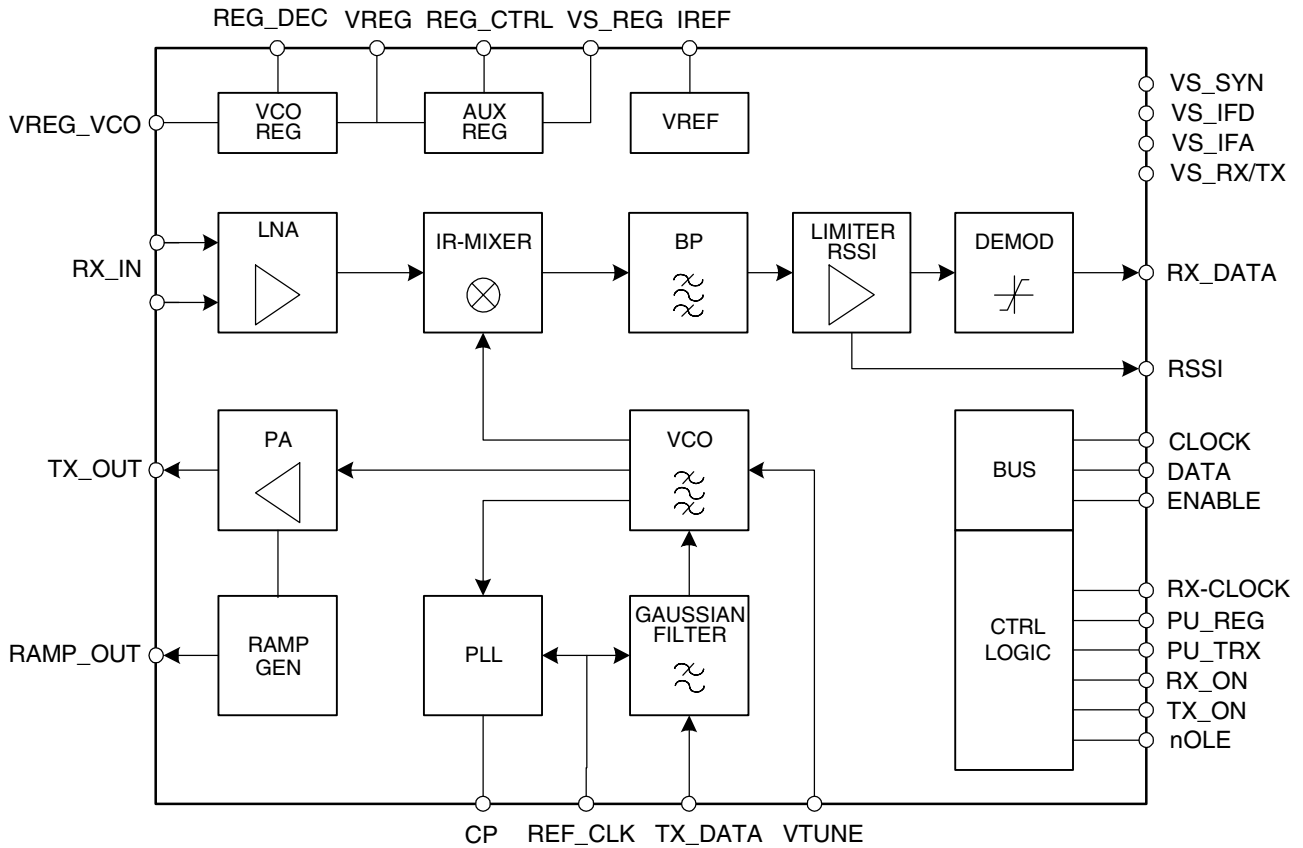 REG_DEC VREG REG_CTRL VS_REG IREF
VS_SYN
VS_IFD
VS_IFA
VS_RX/TX
VREG_VCO
VCO
REG
AUX
REG
VREF
RX_IN
LNA
IR-MIXER
BP
LIMITER
RSSI
DEMOD
RX_DATA
RSSI
TX_OUT
PA
VCO
BUS
CLOCK
DATA
ENABLE
RAMP_OUT
RAMP
GEN
PLL
GAUSSIAN
FILTER
CTRL
LOGIC
RX-CLOCK
PU_REG
PU_TRX
RX_ON
TX_ON
nOLE
CP REF_CLK TX_DATA VTUNE